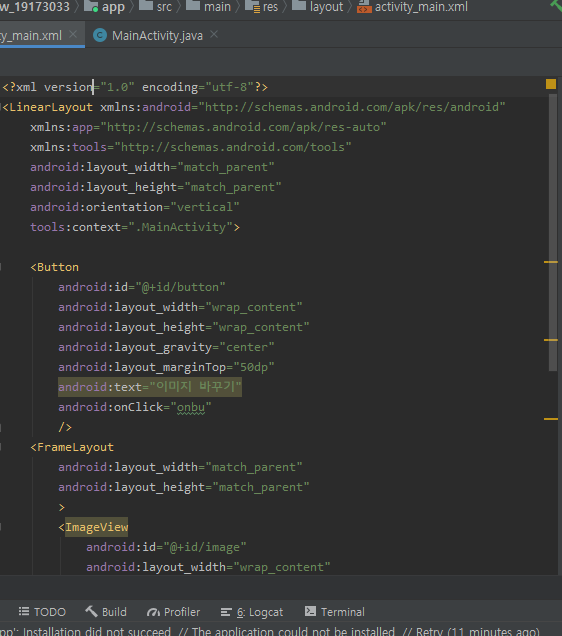 w_19173033 app src main res layout activity_main.xml
ty_main.xml MainActivity.java
<?xml version="1.0" encoding="utf-8"?>
<LinearLayout xmlns:android="http://schemas.android.com/apk/res/android"
xmlns:app="http://schemas.android.com/apk/res-auto"
xmlns:tools="http://schemas.android.com/tools"
android:layout_width="match_parent"
android:layout_height="match_parent"
android:orientation="vertical"
tools:context=".MainActivity">
<Button
android:id="@+id/button"
android:layout_width="wrap_content"
android:layout_height="wrap_content"
android:layout_gravity="center"
android:layout_marginTop="50dp"
android:text="이미지 바꾸기"
android:onClick="onbu"
/>
<FrameLayout
android:layout_width="match_parent"
android:layout_height="match_parent"
>
<ImageView
android:id="@+id/image"
android:layout_width="wrap_content"
TODO Build Profiler 6: Logcat Terminal
pp': Installation did not succeed. // The application could not be installed. // Retry (11 minutes ago)